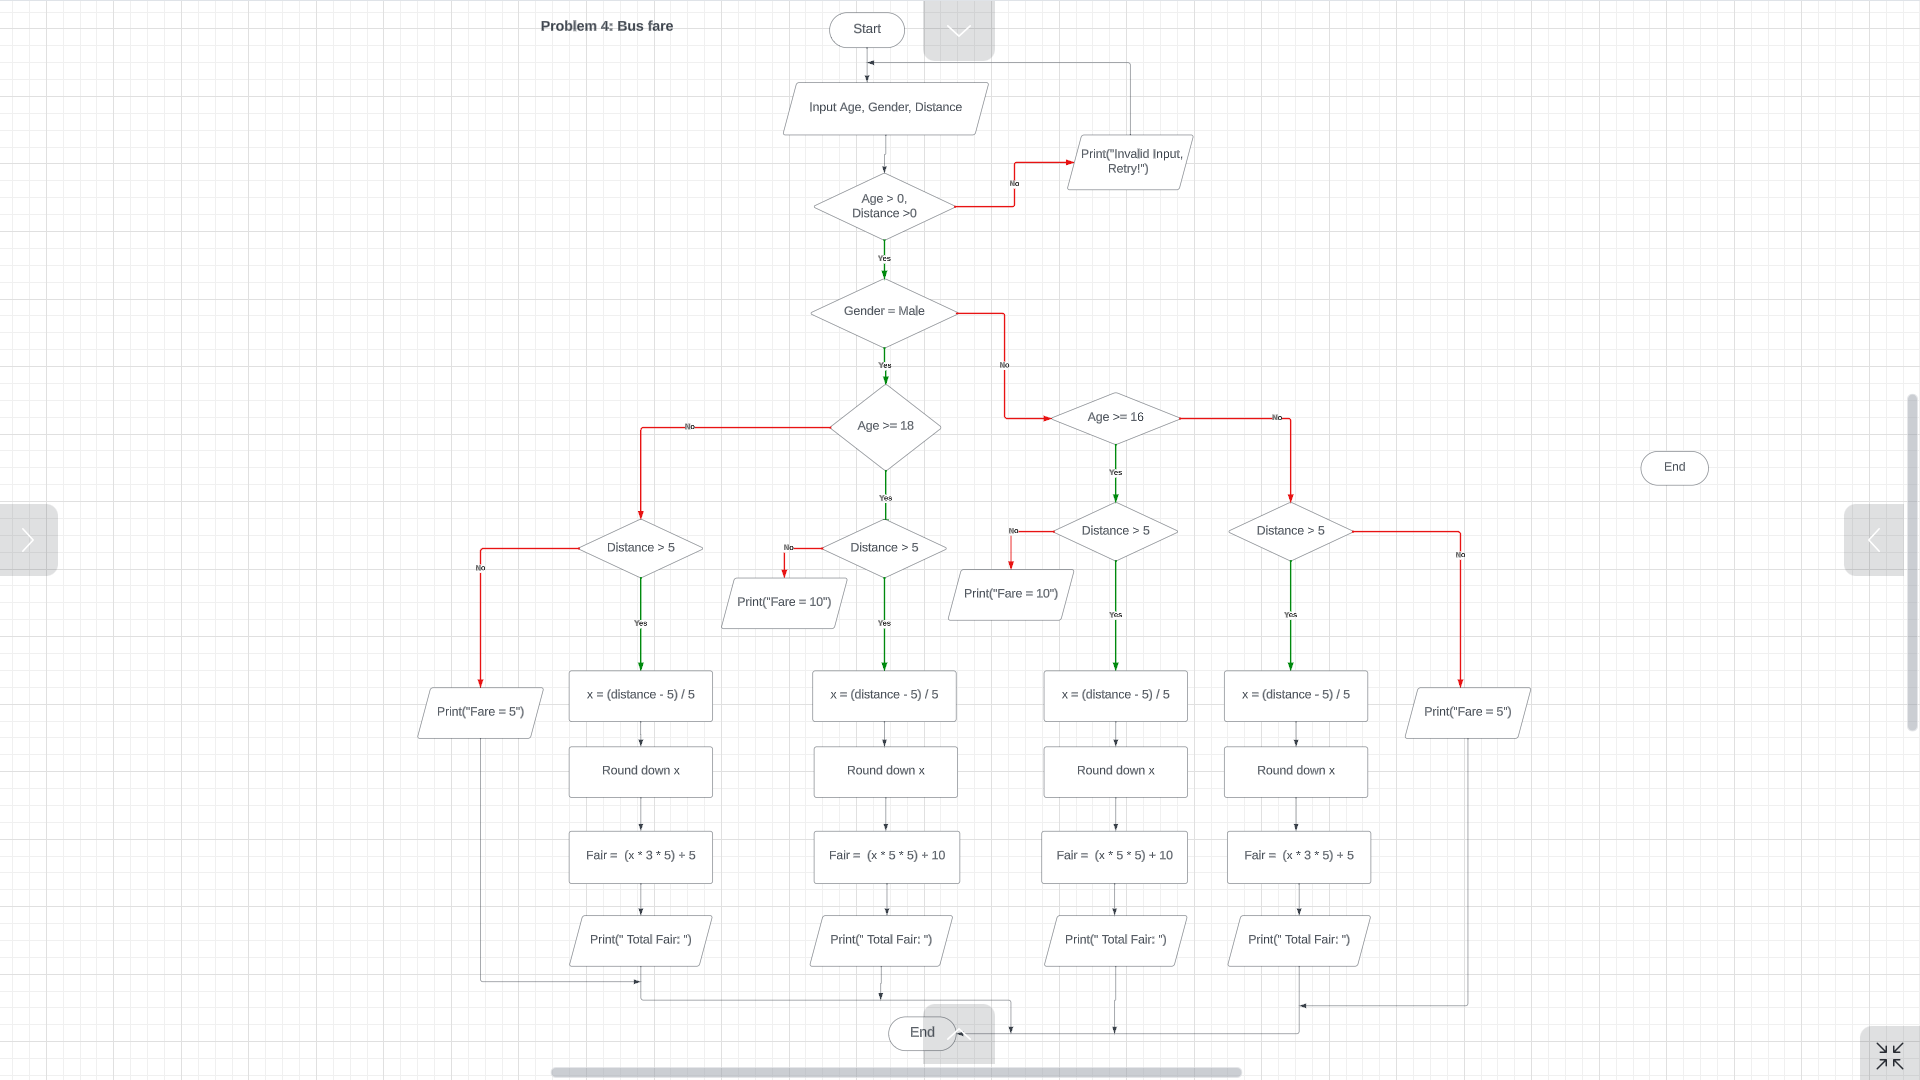 Problem 4: Bus fare
Start
Input Age, Gender, Distance
Print("Invalid Input,
Retry!")
No
Age > 0,
Distance >0
Yes
Gender = Male
Yes
No
Age >= 16
No
Age >= 18
No
End
Yes
Yes
Distance > 5
No
Distance > 5
No
Distance > 5
No
Distance > 5
No
Print("Fare = 10")
Print("Fare = 10")
Yes
Yes
Yes
Yes
x = (distance - 5) / 5
x = (distance - 5) / 5
x = (distance - 5) / 5
x = (distance - 5) / 5
Print("Fare = 5")
Print("Fare = 5")
Round down x
Round down x
Round down x
Round down x
Fair =  (x * 3 * 5) + 5
Fair =  (x * 5 * 5) + 10
Fair =  (x * 5 * 5) + 10
Fair =  (x * 3 * 5) + 5
Print(" Total Fair: ")
Print(" Total Fair: ")
Print(" Total Fair: ")
Print(" Total Fair: ")
End